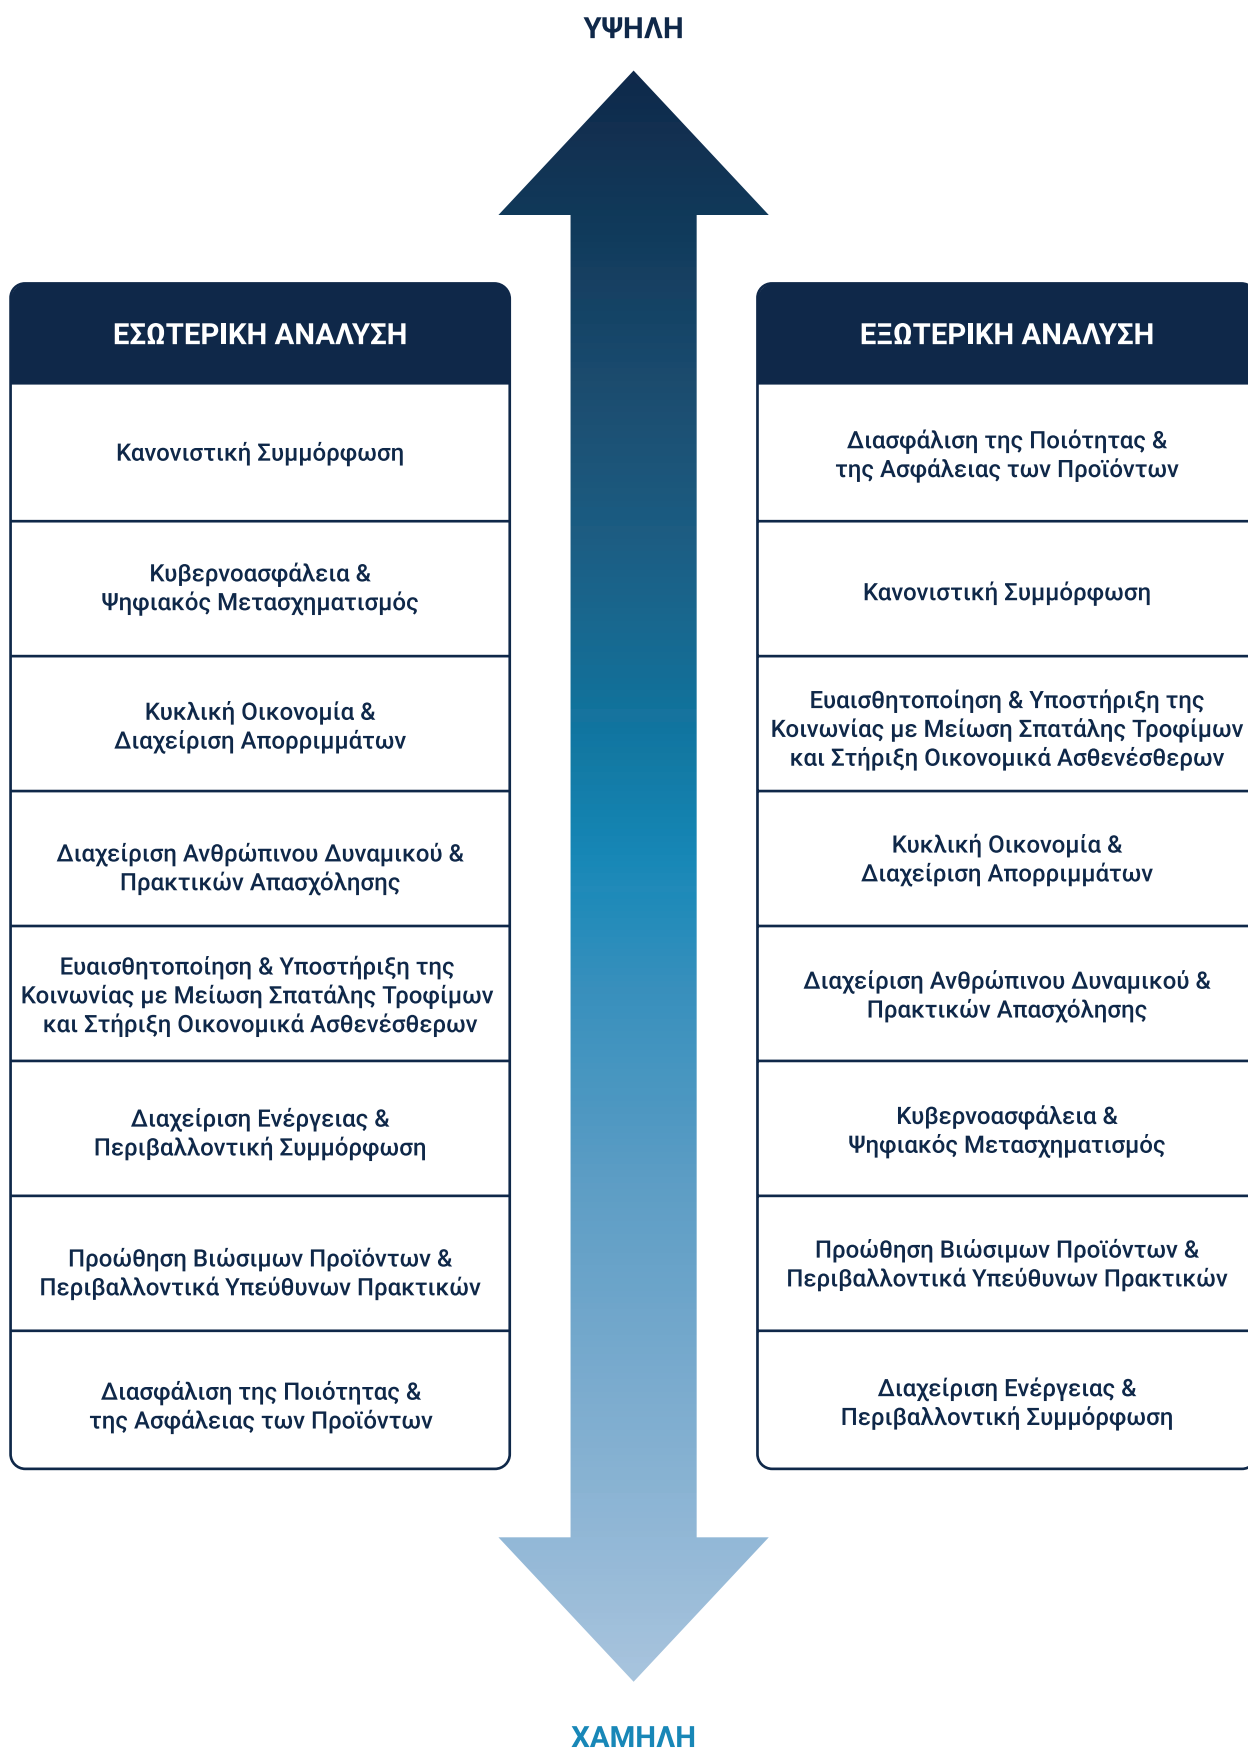 ΥΨΗΛΗ
ΕΣΩΤΕΡΙΚΗ ΑΝΑΛΥΣΗ
Κανονιστική Συμμόρφωση
Κυβερνοασφάλεια &
Ψηφιακός Μετασχηματισμός
Κυκλική Οικονομία &
Διαχείριση Απορριμμάτων
Διαχείριση Ανθρώπινου Δυναμικού &
Πρακτικών Απασχόλησης
Ευαισθητοποίηση & Υποστήριξη της
Κοινωνίας με Μείωση Σπατάλης Τροφίμων
και Στήριξη Οικονομικά Ασθενέσθερων
Διαχείριση Ενέργειας &
Περιβαλλοντική Συμμόρφωση
Προώθηση Βιώσιμων Προϊόντων &
Περιβαλλοντικά Υπεύθυνων Πρακτικών
Διασφάλιση της Ποιότητας &
της Ασφάλειας των Προϊόντων
ΕΞΩΤΕΡΙΚΗ ΑΝΑΛΥΣΗ
Διασφάλιση της Ποιότητας &
της Ασφάλειας των Προϊόντων
Κανονιστική Συμμόρφωση
Ευαισθητοποίηση & Υποστήριξη της
Κοινωνίας με Μείωση Σπατάλης Τροφίμων
και Στήριξη Οικονομικά Ασθενέσθερων
Κυκλική Οικονομία &
Διαχείριση Απορριμμάτων
Διαχείριση Ανθρώπινου Δυναμικού &
Πρακτικών Απασχόλησης
Κυβερνοασφάλεια &
Ψηφιακός Μετασχηματισμός
Προώθηση Βιώσιμων Προϊόντων &
Περιβαλλοντικά Υπεύθυνων Πρακτικών
Διαχείριση Ενέργειας &
Περιβαλλοντική Συμμόρφωση
ΧΑΜΗΛΗ